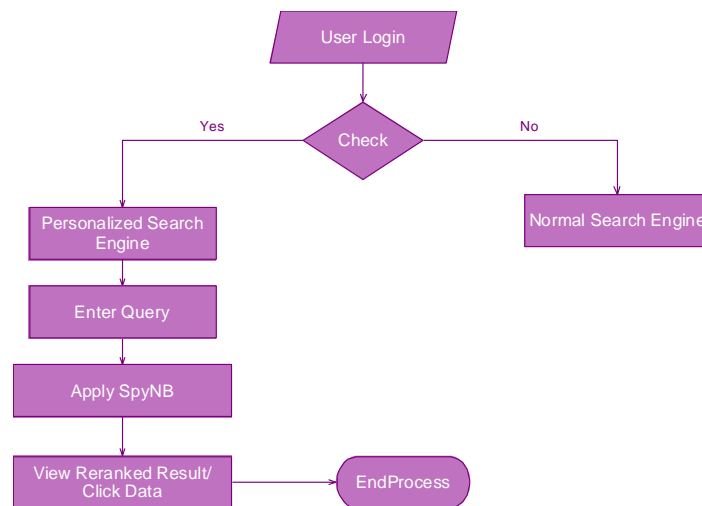 User Login
Check
Yes
No
Personalized Search
Engine
Normal Search Engine
Enter Query
Apply SpyNB
View Reranked Result/
Click Data
EndProcess